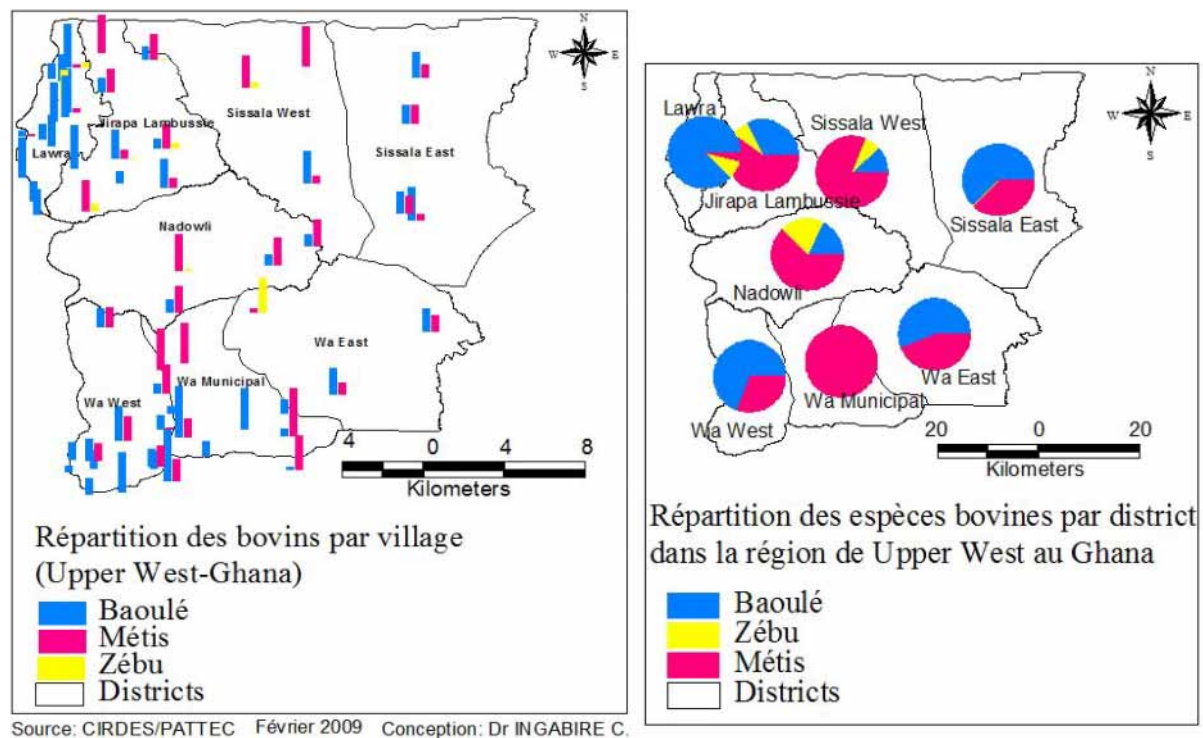 N
W E
S
Sissala West
Jirapa Lambussie
Lawra
Sissala East
Nadowli
Wa East
Wa Municipal
Wa West
4 0 4 8
Kilometers
Répartition des bovins par village
(Upper West-Ghana)
Baoulé
Métis
Zébu
Districts
Source: CIRDES/PATTEC Février 2009 Conception: Dr INGABIRE C.
N
W E
S
Lawra
Sissala West
Jirapa Lambussie
Sissala East
Nadowli
Wa East
Wa Municipal
Wa West
20 0 20
Kilometers
Répartition des espèces bovines par district
dans la région de Upper West au Ghana
Baoulé
Zébu
Métis
Districts